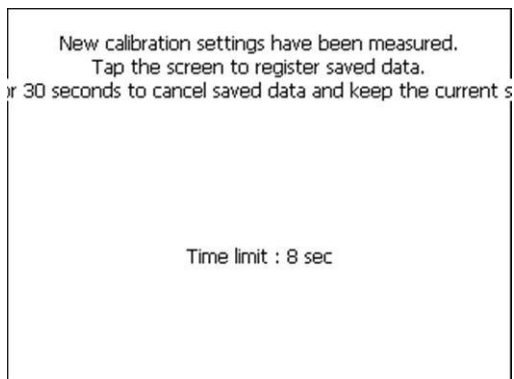 New calibration settings have been measured.
Tap the screen to register saved data.
30 seconds to cancel saved data and keep the current
Time limit : 8 sec